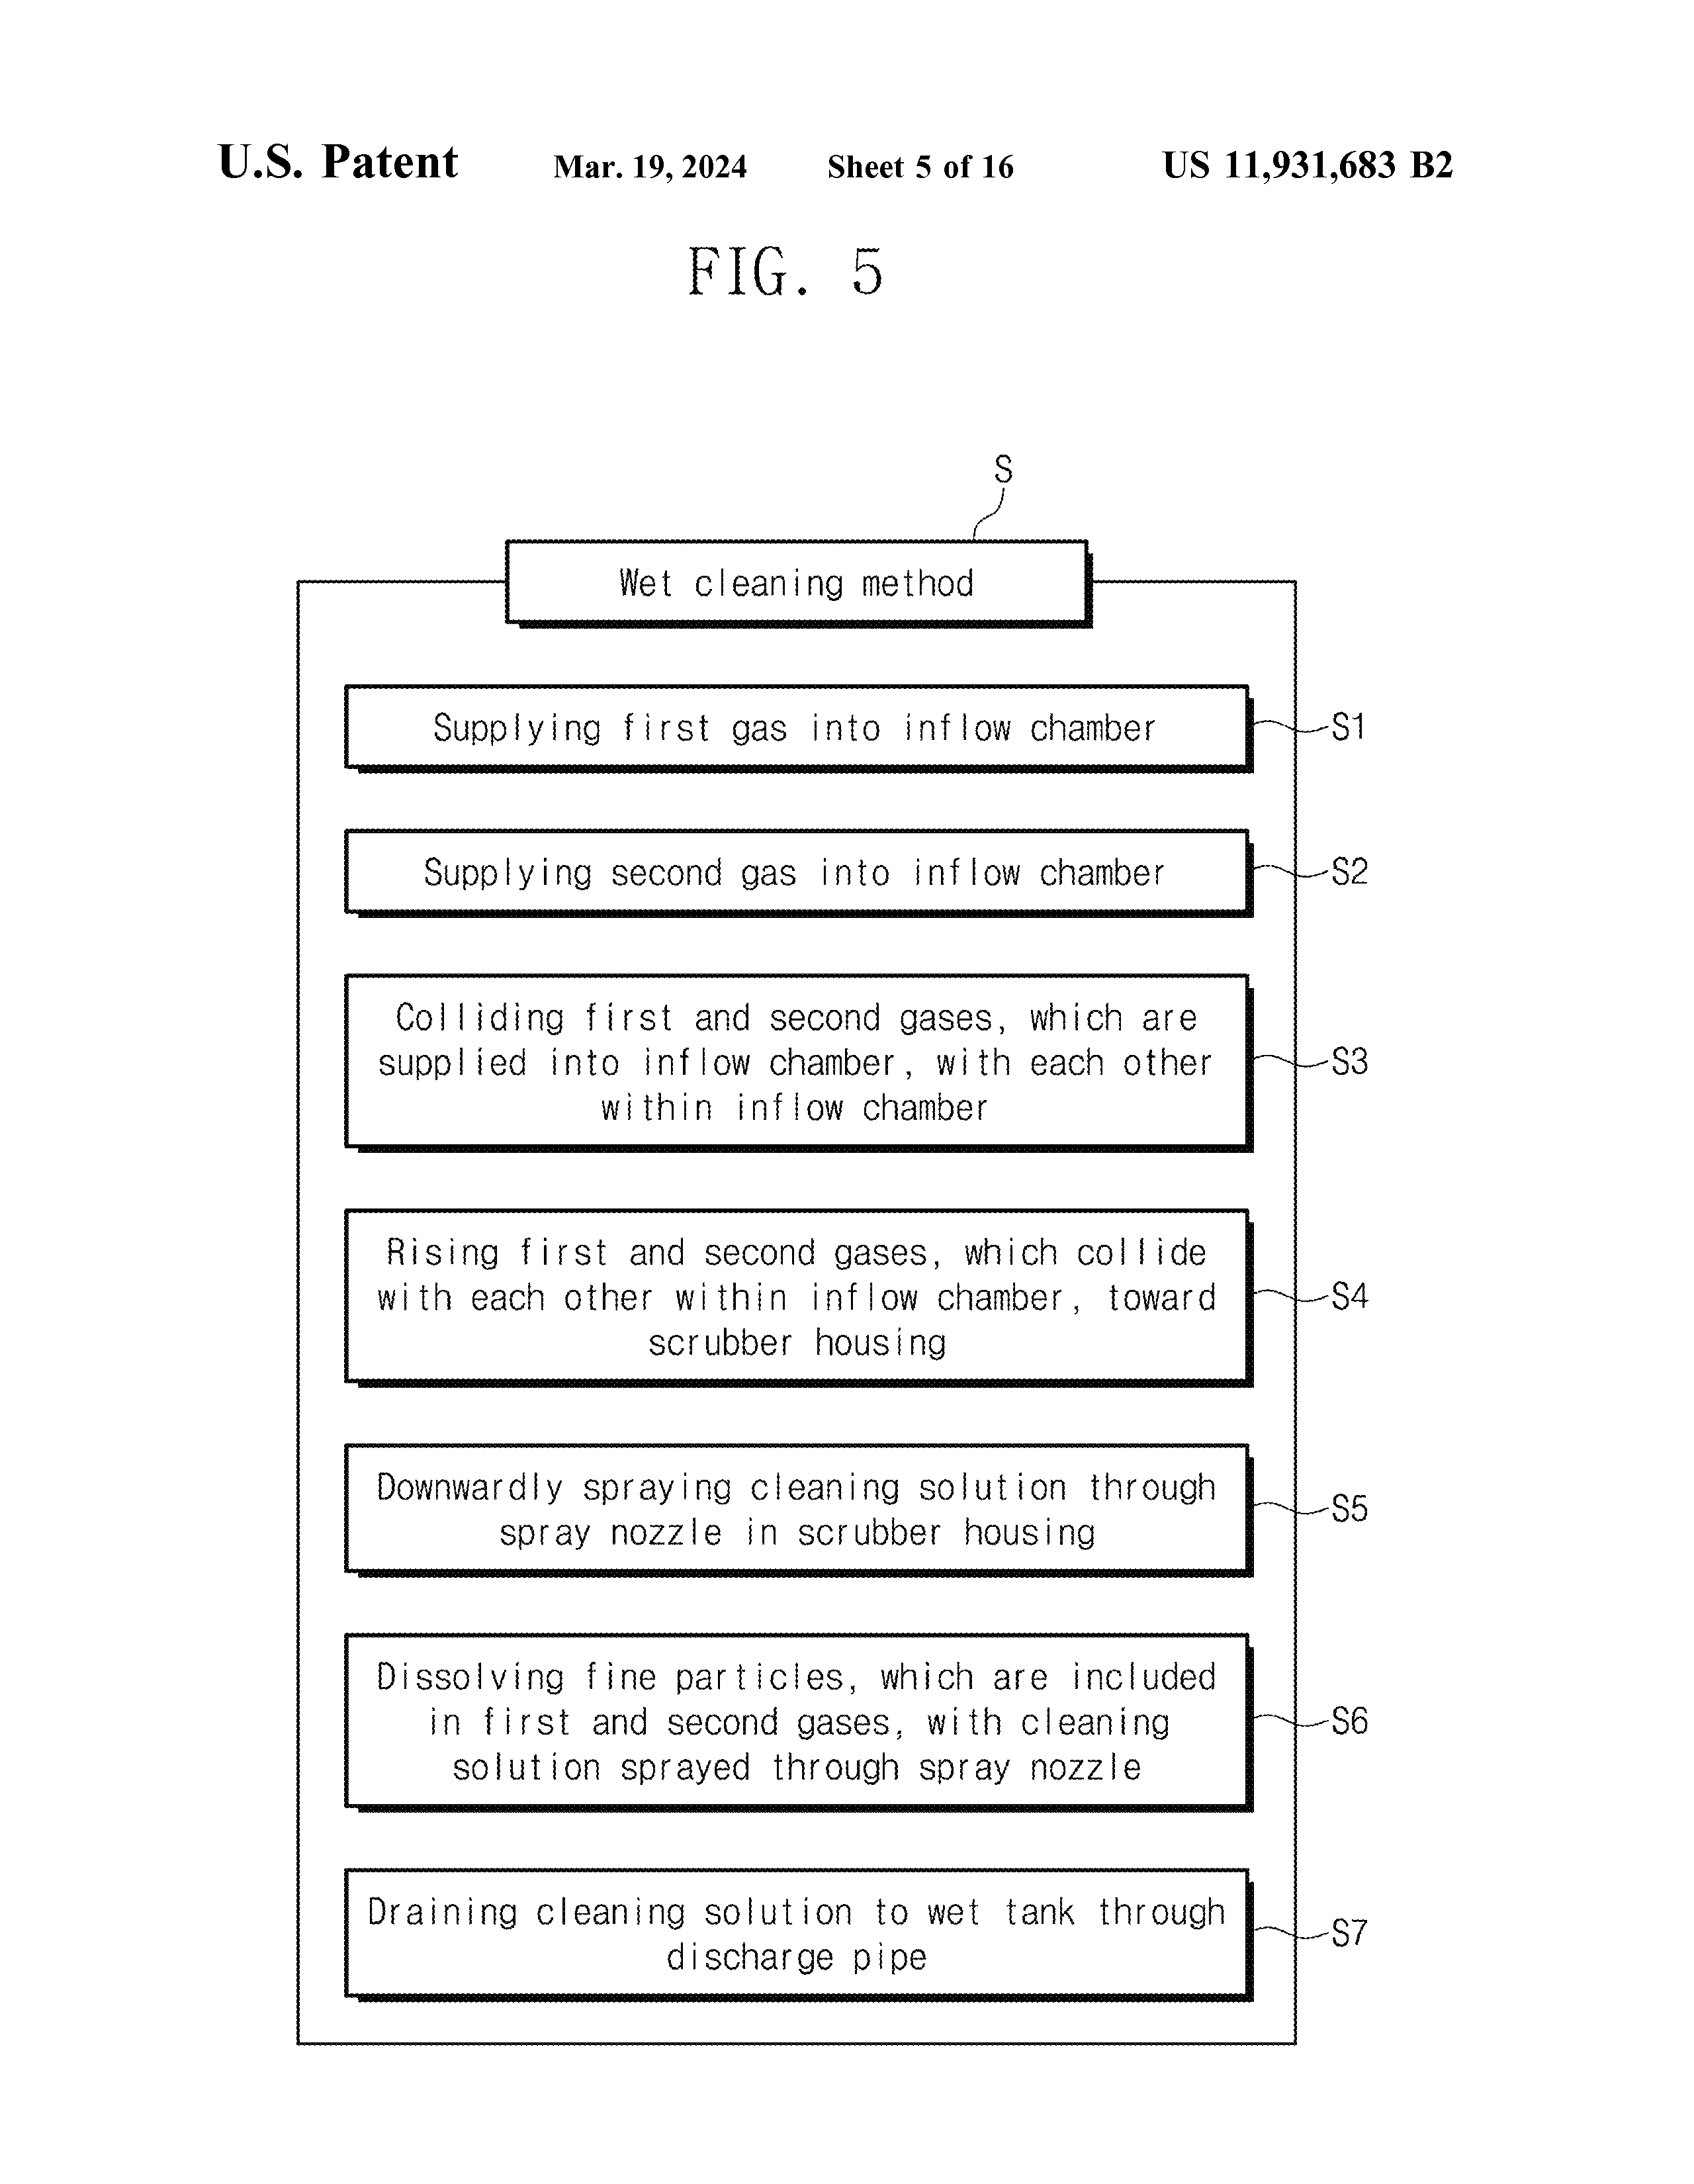 U.S. Patent Mar. 19, 2024 Sheet 5 of 16 US 11,931,683 B2
FIG. 5
S
Wet cleaning method
Supplying first gas into inflow chamber
S1
Supplying second gas into inflow chamber
S2
Colliding first and second gases, which are
supplied into inflow chamber, with each other
within inflow chamber
S3
Rising first and second gases, which collide
with each other within inflow chamber, toward
scrubber housing
S4
Downwardly spraying cleaning solution through
spray nozzle in scrubber housing
S5
Dissolving fine particles, which are included
in first and second gases, with cleaning
solution sprayed through spray nozzle
S6
Draining cleaning solution to wet tank through
discharge pipe
S7